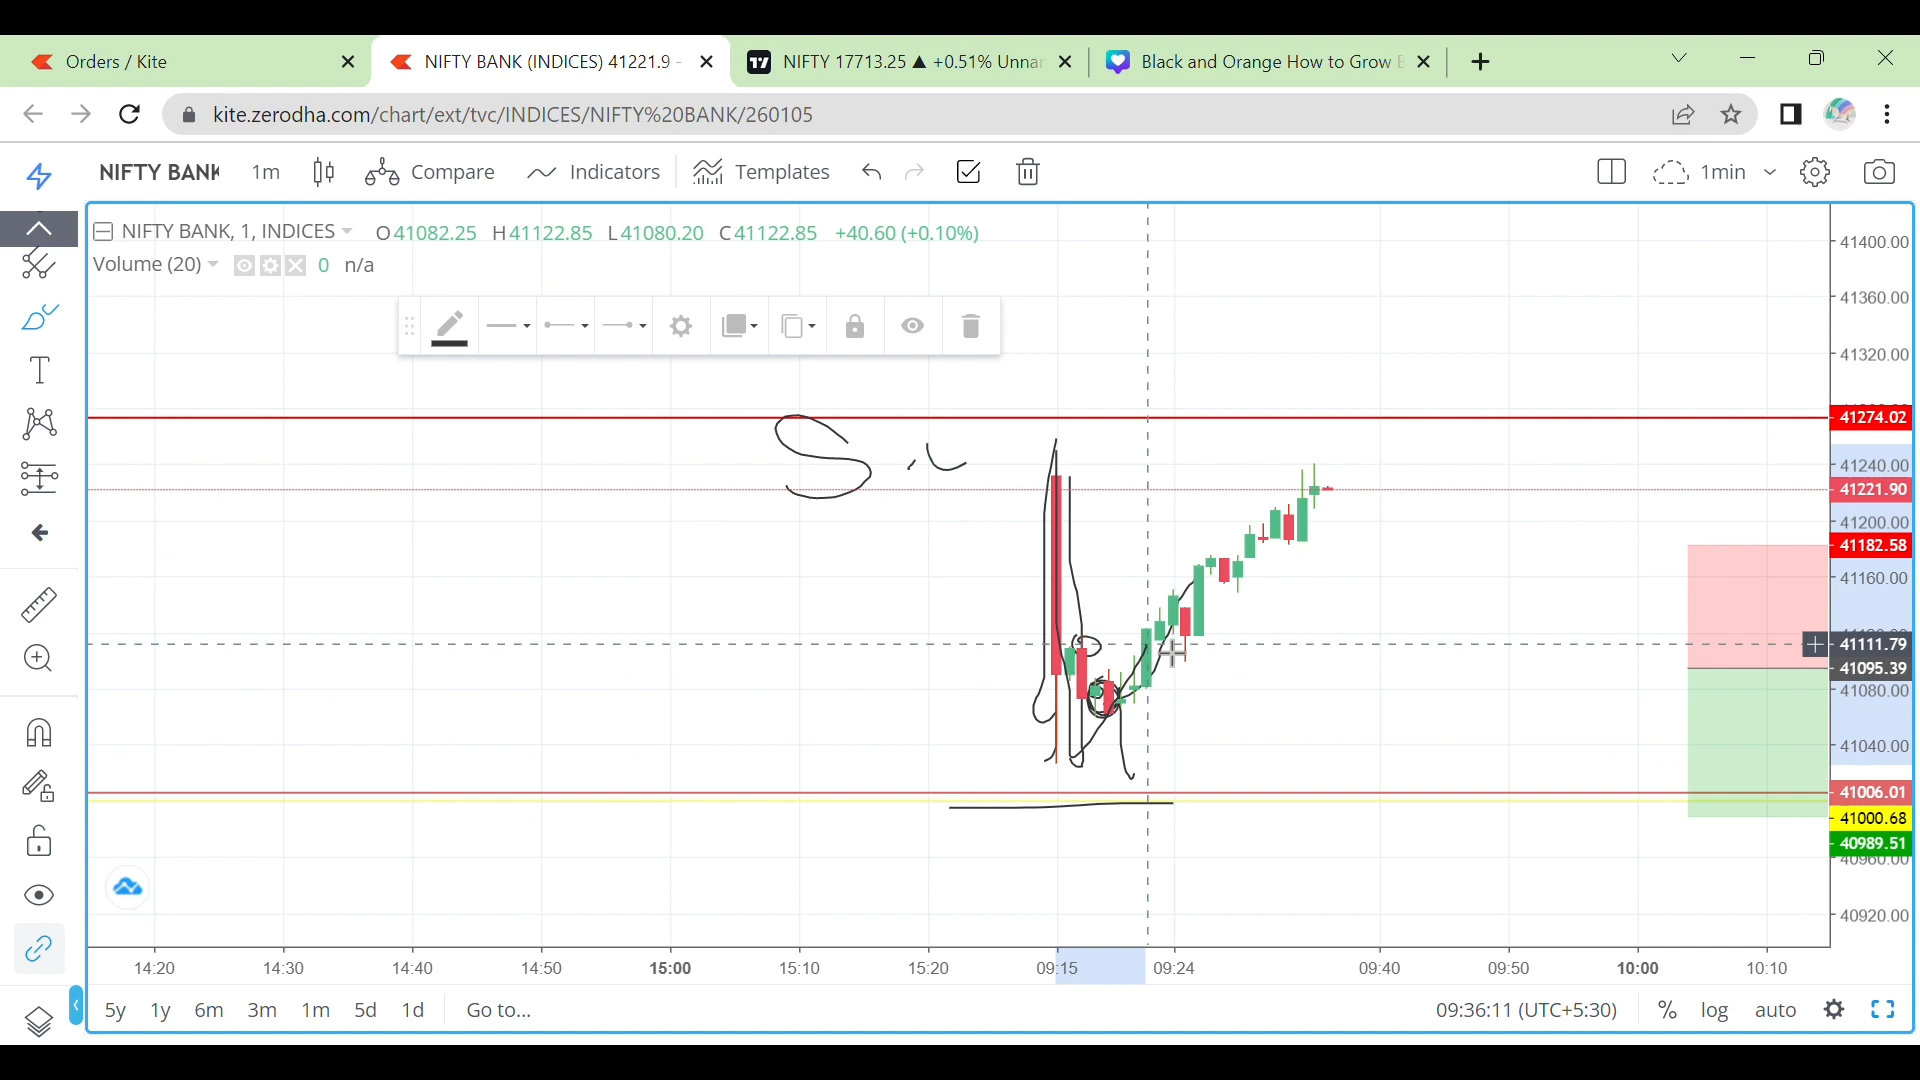 Orders / Kite
NIFTY BANK (INDICES) 41221.9 -
NIFTY 17713.25 ▲ +0.51% Unnar
Black and Orange How to Grow
kite.zerodha.com/chart/ext/tvc/INDICES/NIFTY%20BANK/260105
NIFTY BANK 1m Compare Indicators Templates 1min
NIFTY BANK, 1, INDICES O41082.25 H41122.85 L41080.20 C41122.85 +40.60 (+0.10%)
Volume (20) 0 n/a
41400.00
41360.00
41320.00
41274.02
41240.00
41221.90
41200.00
41182.58
41160.00
41111.79
41095.39
41080.00
41040.00
41006.01
41000.68
40989.51
40960.00
40920.00
14:20 14:30 14:40 14:50 15:00 15:10 15:20 09:15 09:24 09:40 09:50 10:00 10:10
5y 1y 6m 3m 1m 5d 1d Go to... 09:36:11 (UTC+5:30) % log auto